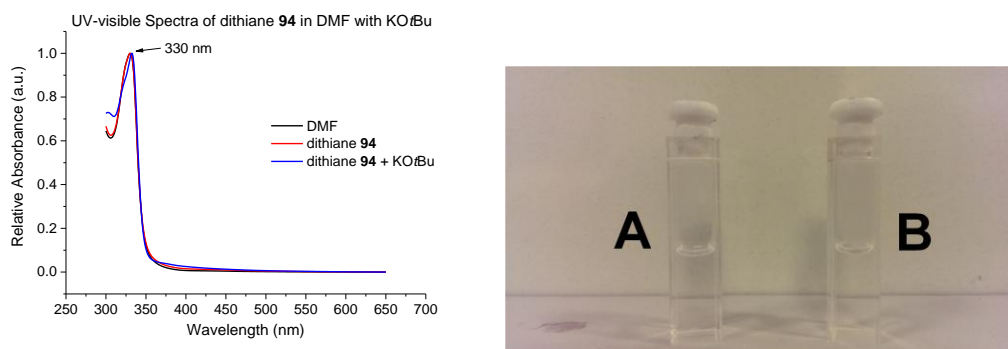 UV-visible Spectra of dithiane 94 in DMF with KOtBu
330 nm
DMF
dithiane 94
dithiane 94 + KOtBu
Relative Absorbance (a.u.)
1.0
0.8
0.6
0.4
0.2
0.0
250 300 350 400 450 500 550 600 650 700
Wavelength (nm)
A
B